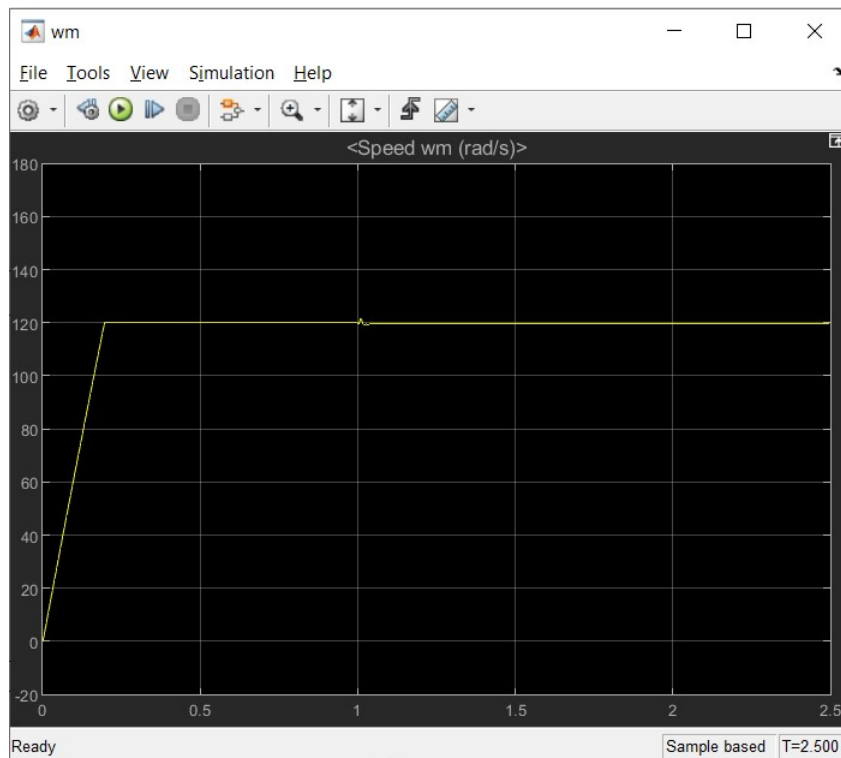 wm
File Tools View Simulation Help
<Speed wm (rad/s)>
180
160
140
120
100
80
60
40
20
0
-20
0 0.5 1 1.5 2 2.5
Ready Sample based T=2.500